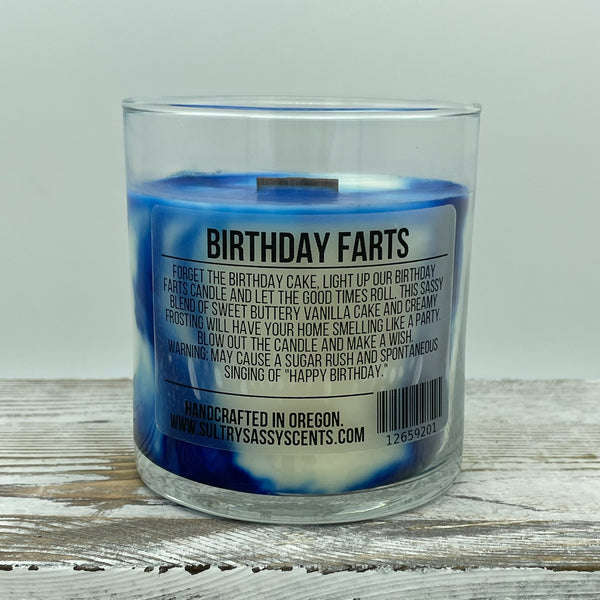 BIRTHDAY FARTS
FORGET THE BIRTHDAY CAKE, LIGHT UP OUR BIRTHDAY
FARTS CANDLE AND LET THE GOOD TIMES ROLL. THIS SASSY
BLEND OF SWEET BUTTERY VANILLA CAKE AND CREAMY
FROSTING WILL HAVE YOUR HOME SMELLING LIKE A PARTY.
BLOW OUT THE CANDLE AND MAKE A WISH.
WARNING: MAY CAUSE A SUGAR RUSH AND SPONTANEOUS
SINGING OF "HAPPY BIRTHDAY."
HANDCRAFTED IN OREGON.
WWW.SULTRYSASSYSCENTS.COM
12659201